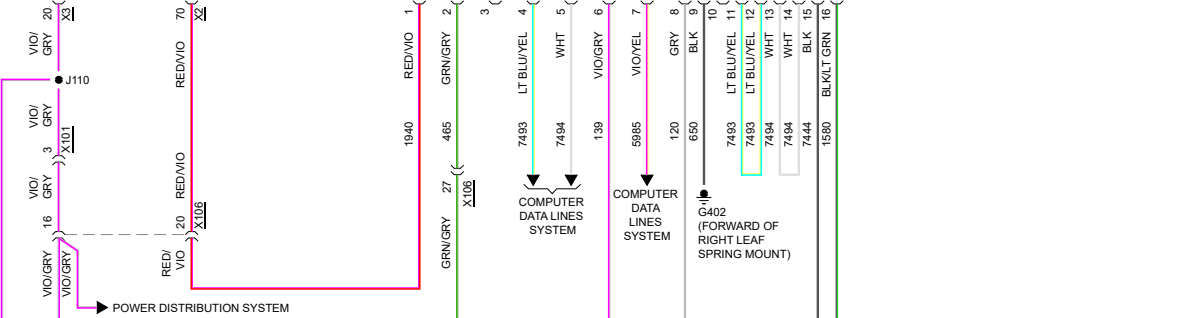 20
X3
70
X2
1
2
3
4
5
6
7
8
9
10
11
12
13
14
15
16
VIO/
GRY
RED/VIO
RED/VIO
GRN/GRY
LT BLU/YEL
WHT
VIO/GRY
VIO/YEL
GRY
BLK
LT BLU/YEL
LT BLU/YEL
WHT
WHT
BLK
BLK/LT GRN
J110
VIO/
GRY
3
X101
1940
465
7493
7494
139
5985
120
650
7493
7493
7494
7494
7444
1580
VIO/
GRY
RED/VIO
27
X106
COMPUTER
DATA LINES
SYSTEM
COMPUTER
DATA
LINES
SYSTEM
G402
(FORWARD OF
RIGHT LEAF
SPRING MOUNT)
16
20
X106
VIO/GRY
VIO/GRY
RED/
VIO
GRN/GRY
POWER DISTRIBUTION SYSTEM